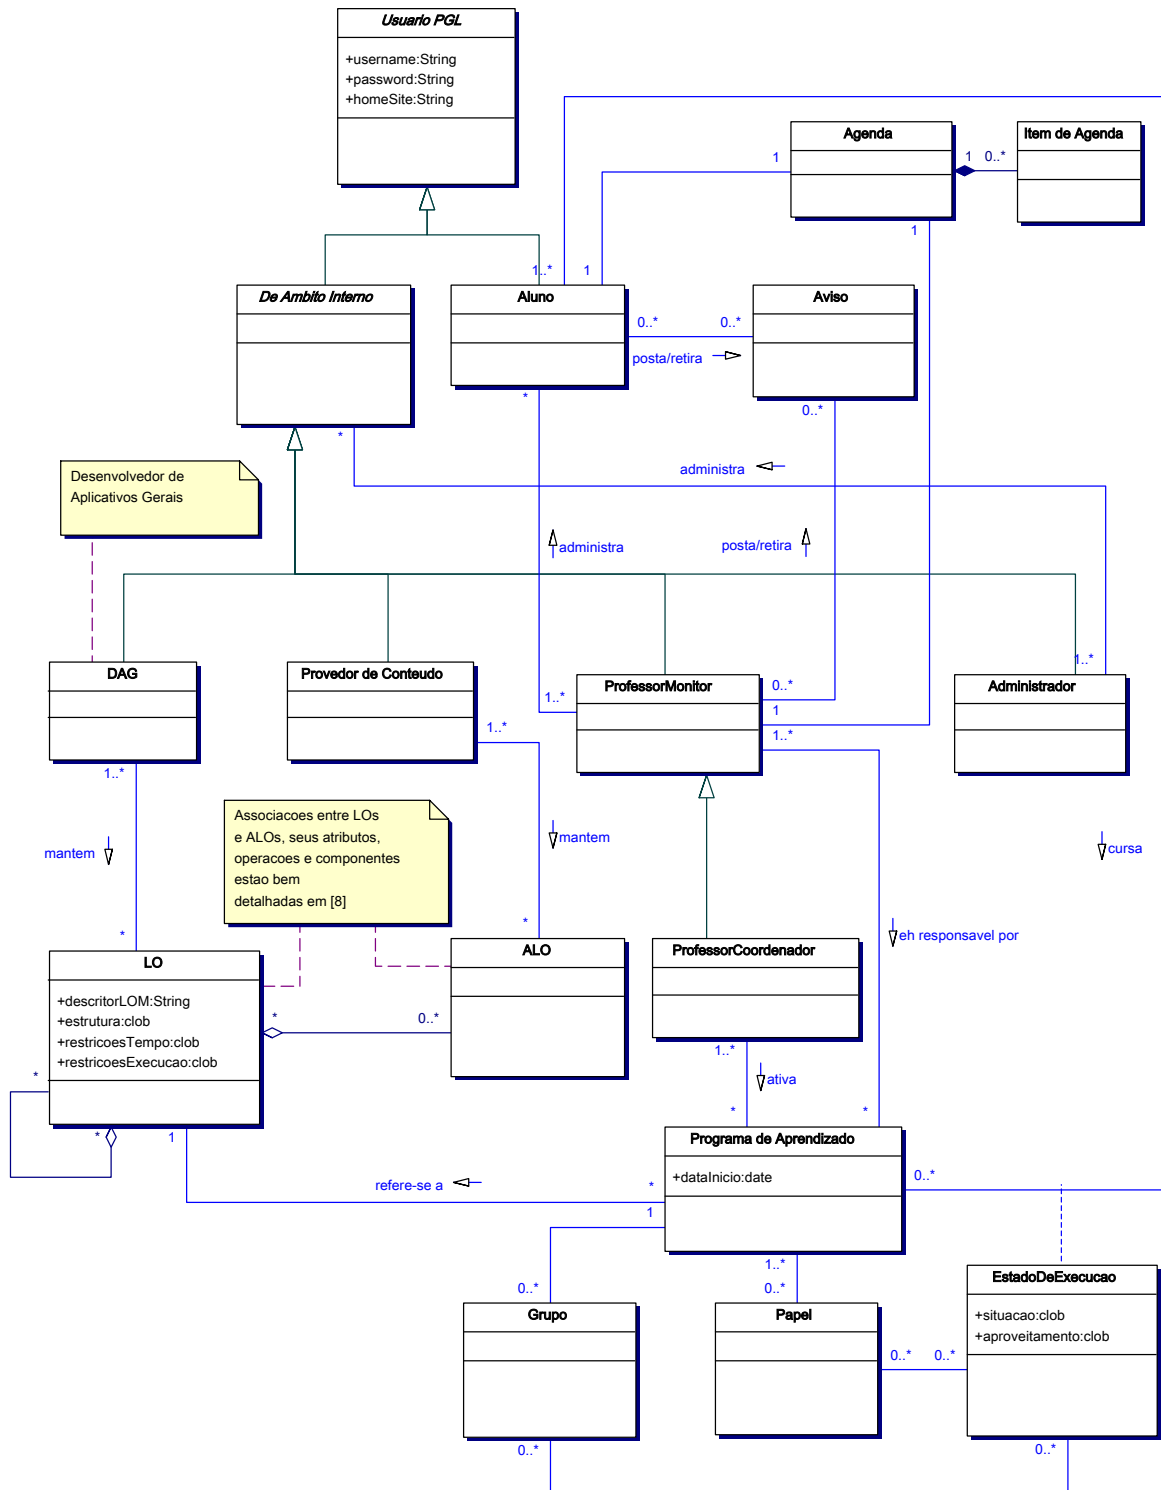 Usuario PGL
+username:String
+password:String
+homeSite:String
Agenda
Item de Agenda
1
1
0..*
1
1..*
1
De Ambito Interno
Aluno
Aviso
0..*
0..*
posta/retira
*
*
0..*
administra
Desenvolvedor de
Aplicativos Gerais
administra
posta/retira
DAG
Provedor de Conteudo
ProfessorMonitor
Administrador
1..*
1..*
0..*
1
1..*
1..*
1..*
Associacoes entre LOs
e ALOs, seus atributos,
operacoes e componentes
estao bem
detalhadas em [8]
mantem
mantem
cursa
*
*
eh responsavel por
LO
+descritorLOM:String
+estrutura:clob
+restricoesTempo:clob
+restricoesExecucao:clob
ALO
ProfessorCoordenador
*
0..*
1..*
*
ativa
*
1
*
*
Programa de Aprendizado
+dataInicio:date
refere-se a
*
1
0..*
1..*
0..*
0..*
Grupo
Papel
EstadoDeExecucao
+situacao:clob
+aproveitamento:clob
0..*
0..*
0..*
0..*